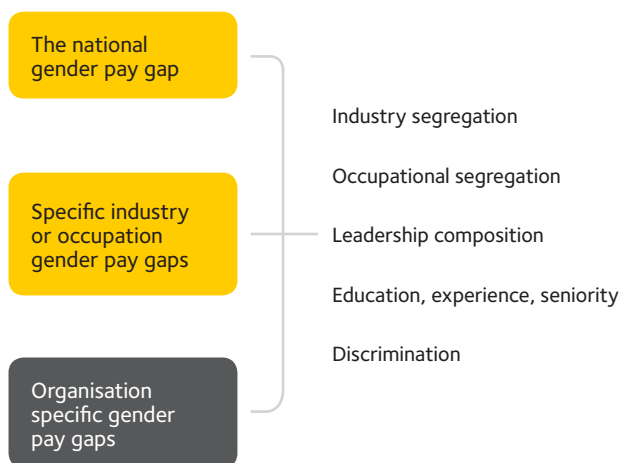 The national
gender pay gap
Specific industry
or occupation
gender pay gaps
Organisation
specific gender
pay gaps
Industry segregation
Occupational segregation
Leadership composition
Education, experience, seniority
Discrimination